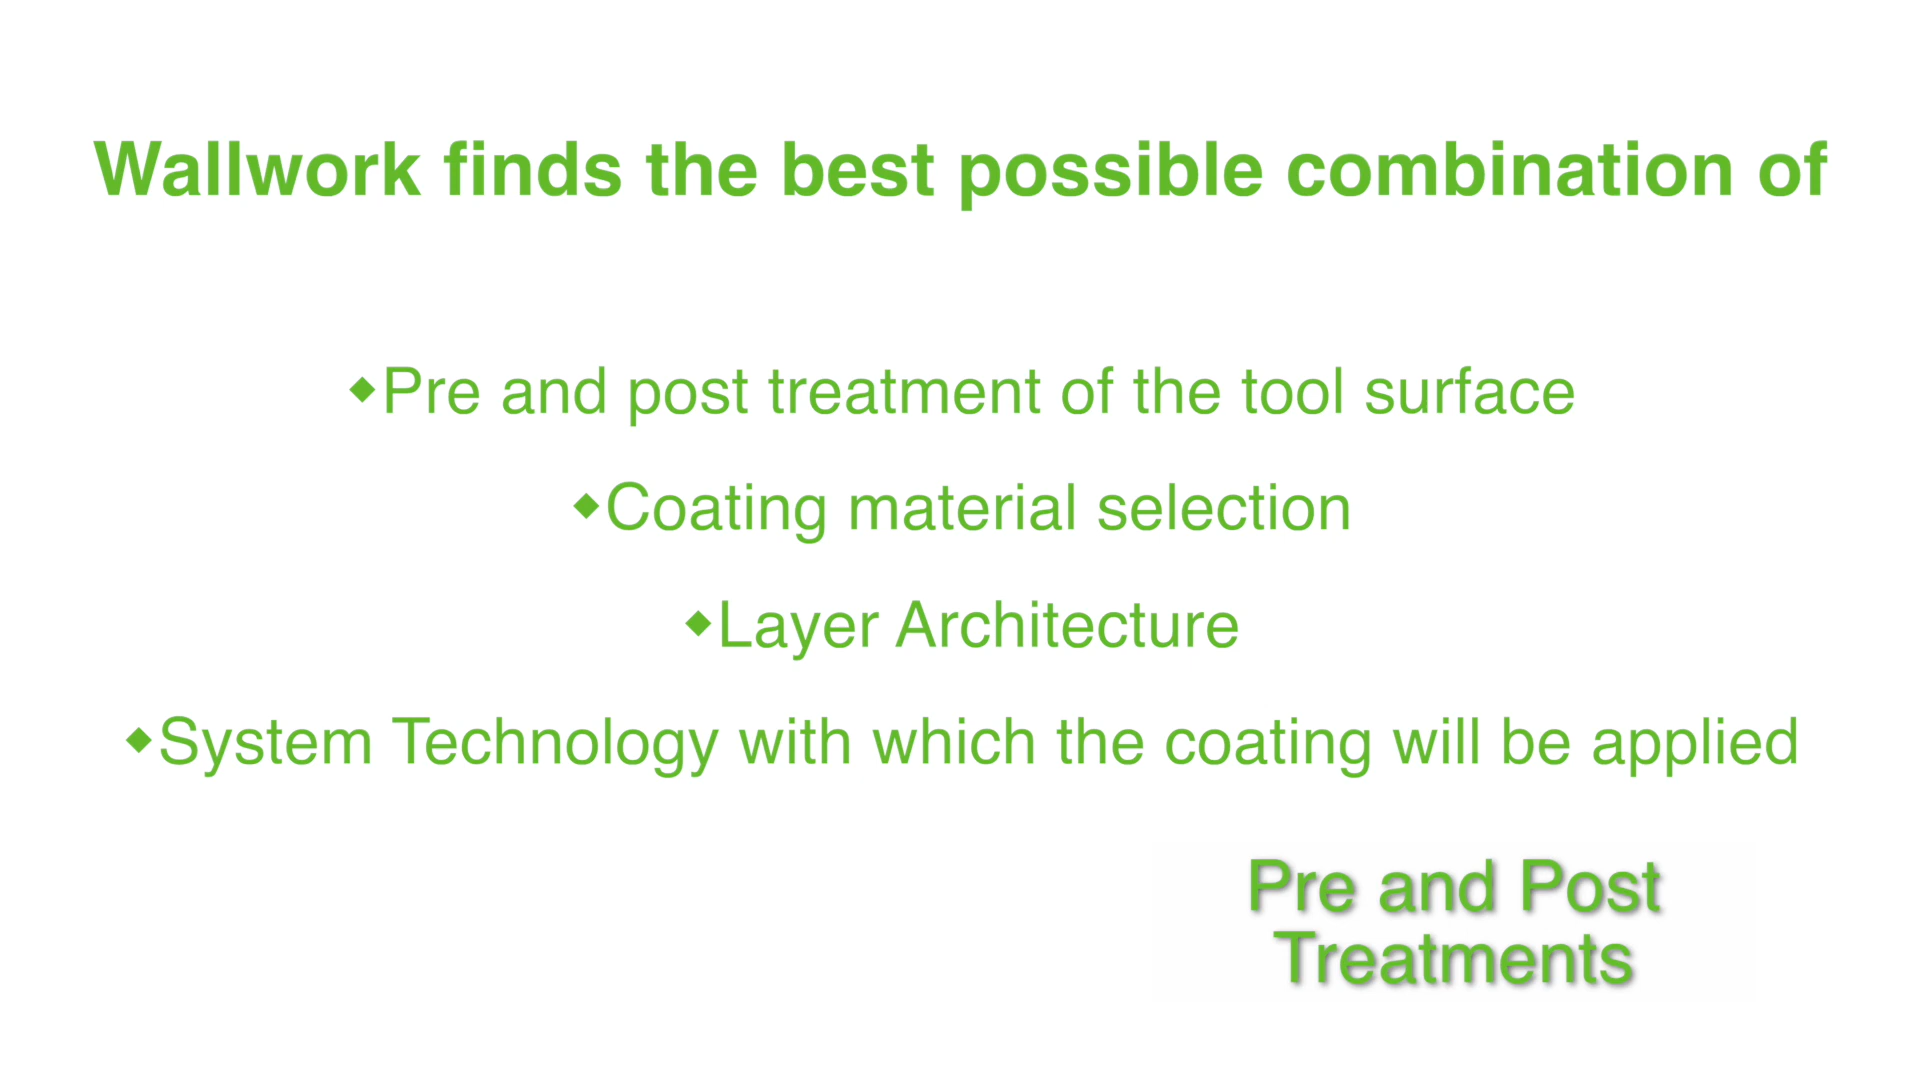 Wallwork finds the best possible combination of
◆Pre and post treatment of the tool surface
◆Coating material selection
◆Layer Architecture
◆System Technology with which the coating will be applied
Pre and Post
Treatments